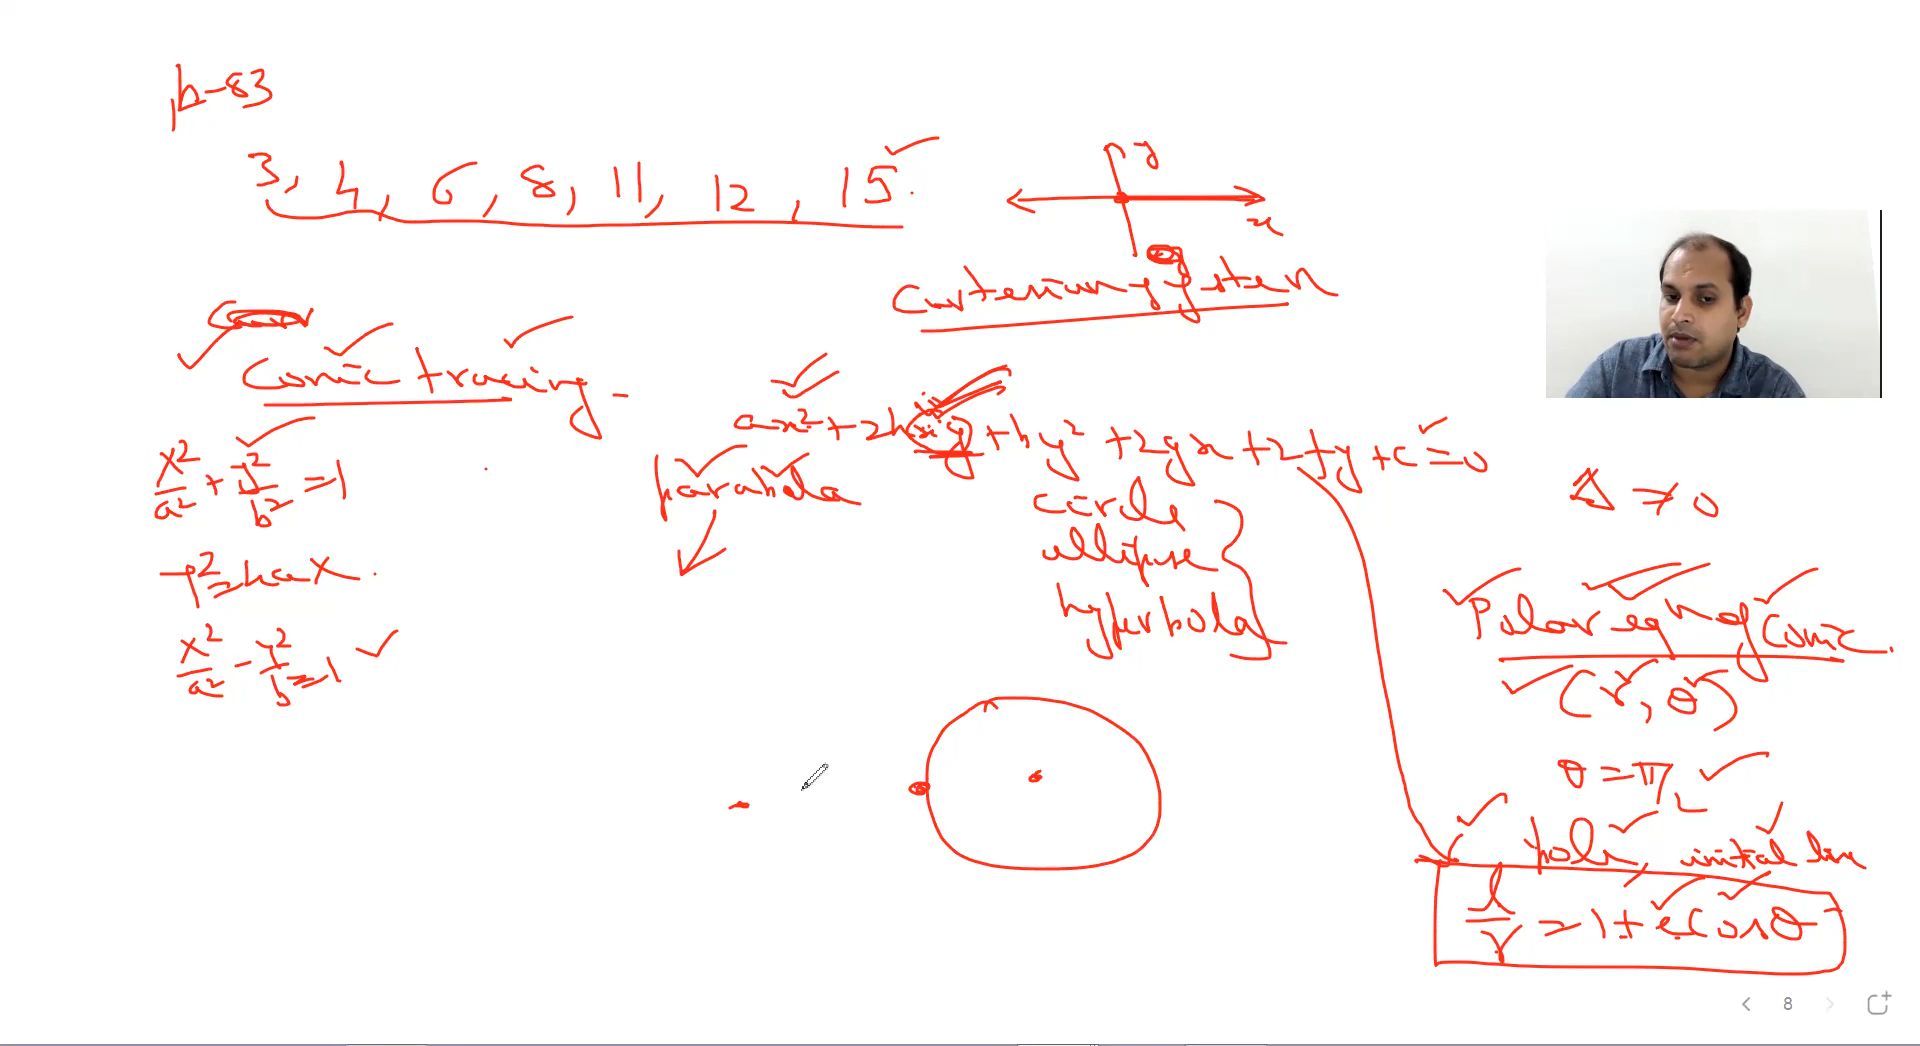 p-83
3, 4, 6, 8, 11, 12, 15.
y
x
Cartesian system
Conic tracing -
ax²+2hxy+by²+2gx+2fy+c=0
x²/a² + y²/b² = 1
parabola
circle
ellipse
hyperbola
Δ ≠ 0
Y²=4aX.
x²/a² - y²/b² = 1
Polar eqn of Conic.
(r, θ)
θ = π/2
pole, initial line
l/r = 1 ± e Cosθ
8